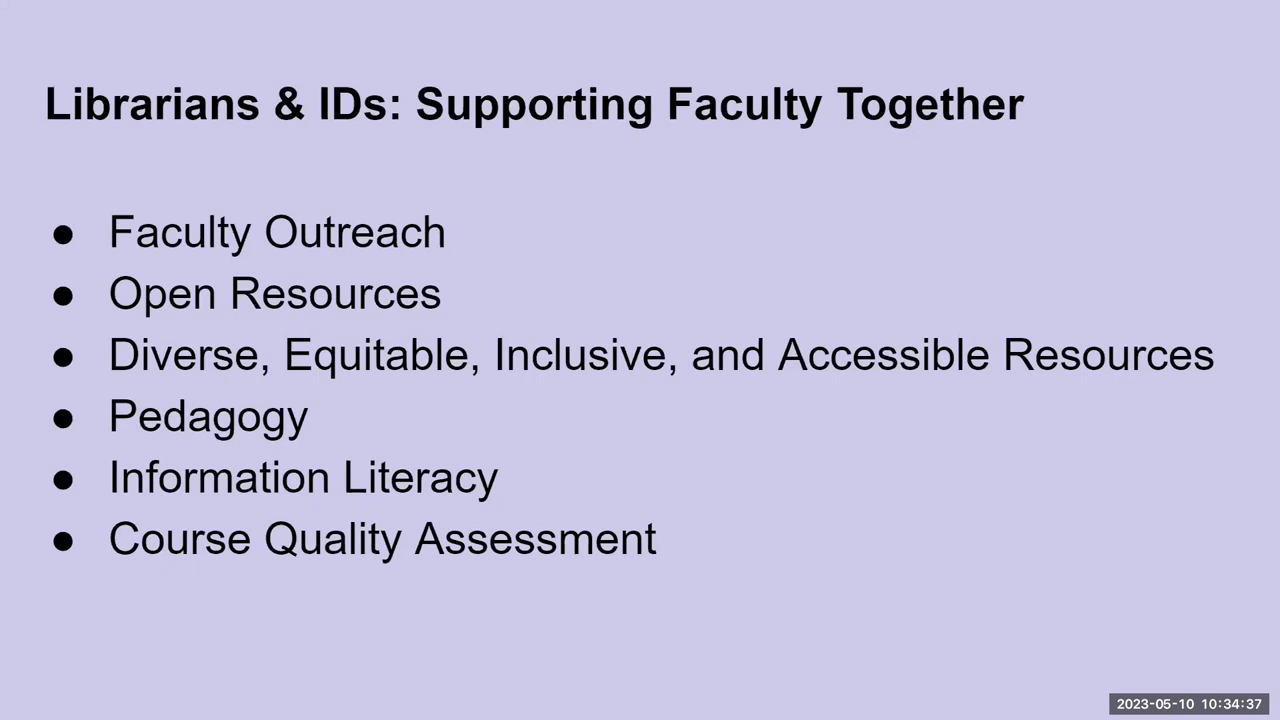 Librarians & IDs: Supporting Faculty Together
● Faculty Outreach
● Open Resources
● Diverse, Equitable, Inclusive, and Accessible Resources
● Pedagogy
● Information Literacy
● Course Quality Assessment
2023-05-10 10:34:37